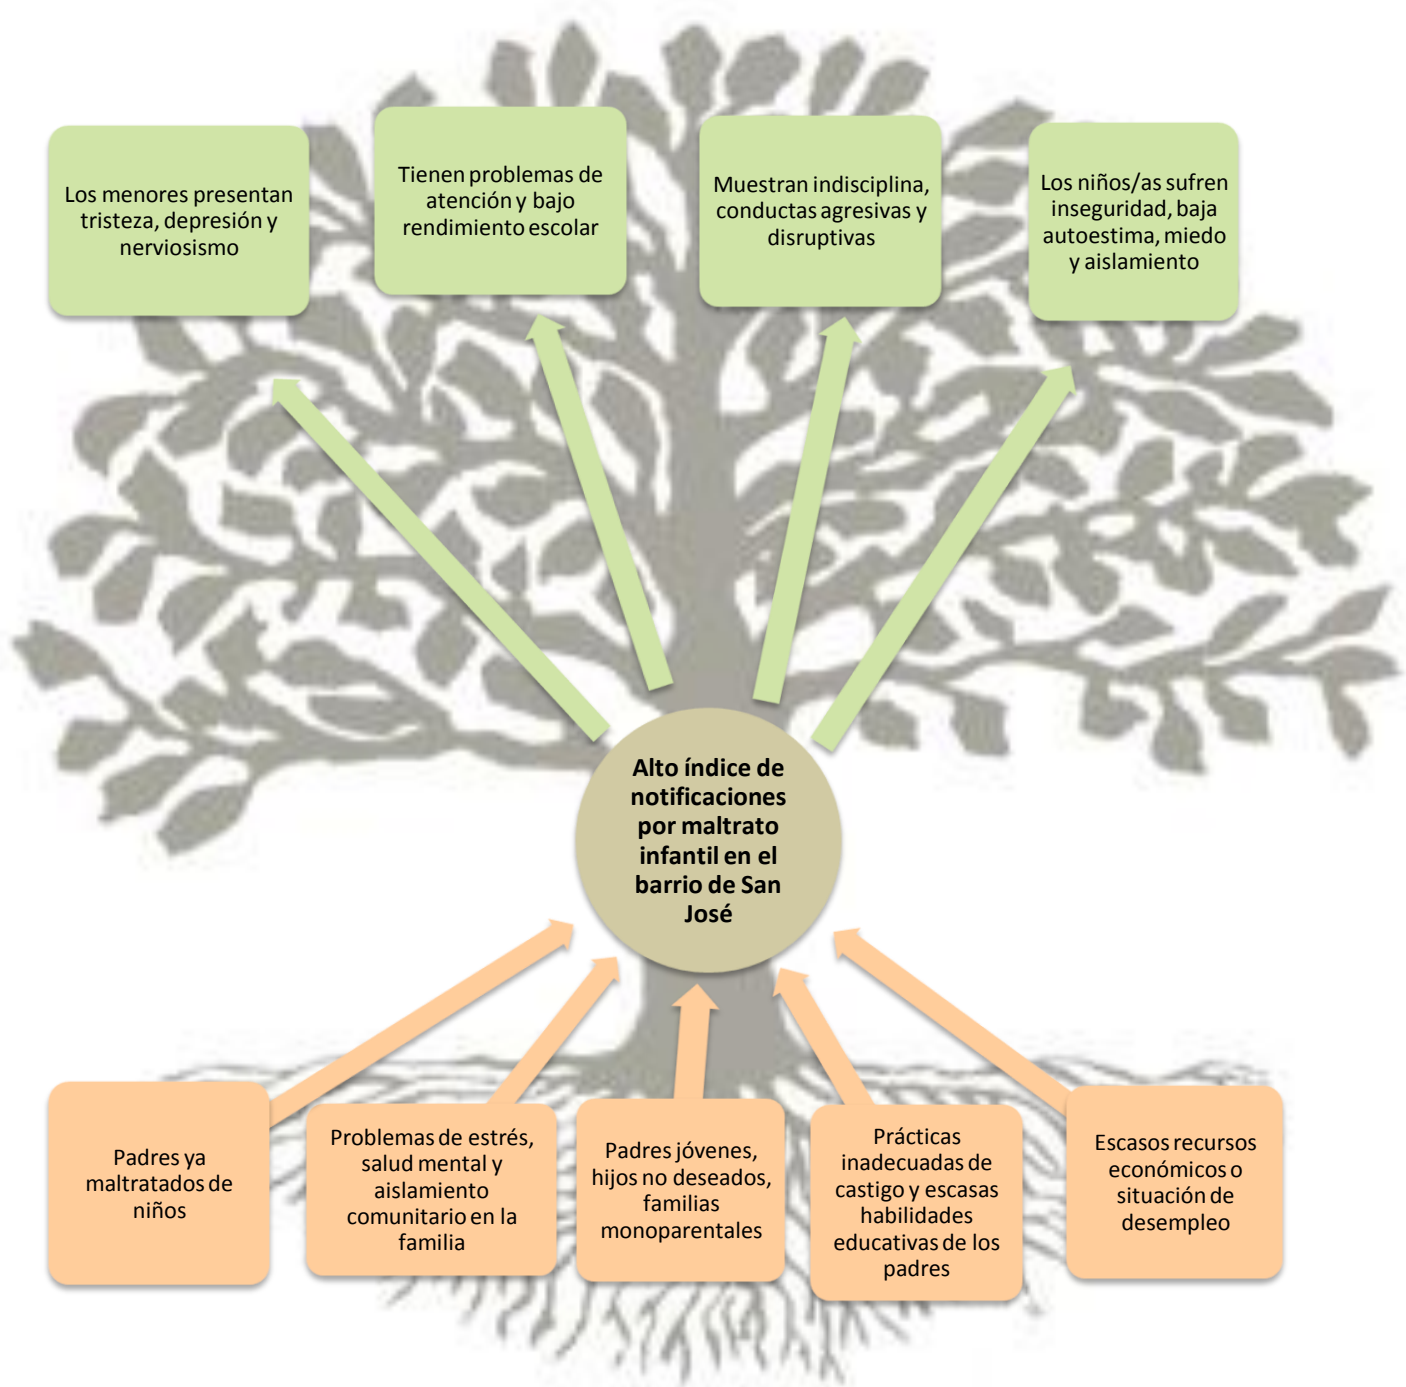 Los menores presentan
tristeza, depresión y
nerviosismo
Tienen problemas de
atención y bajo
rendimiento escolar
Muestran indisciplina,
conductas agresivas y
disruptivas
Los niños/as sufren
inseguridad, baja
autoestima, miedo
y aislamiento
Alto índice de
notificaciones
por maltrato
infantil en el
barrio de San
José
Padres ya
maltratados de
niños
Problemas de estrés,
salud mental y
aislamiento
comunitario en la
familia
Padres jóvenes,
hijos no deseados,
familias
monoparentales
Prácticas
inadecuadas de
castigo y escasas
habilidades
educativas de los
padres
Escasos recursos
económicos o
situación de
desempleo